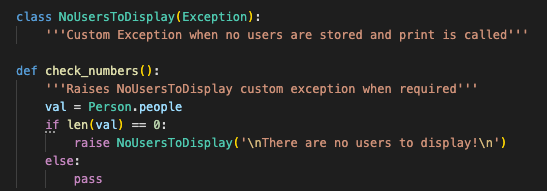 class NoUsersToDisplay(Exception):
    '''Custom Exception when no users are stored and print is called'''

def check_numbers():
    '''Raises NoUsersToDisplay custom exception when required'''
    val = Person.people
    if len(val) == 0:
        raise NoUsersToDisplay('\nThere are no users to display!\n')
    else:
        pass